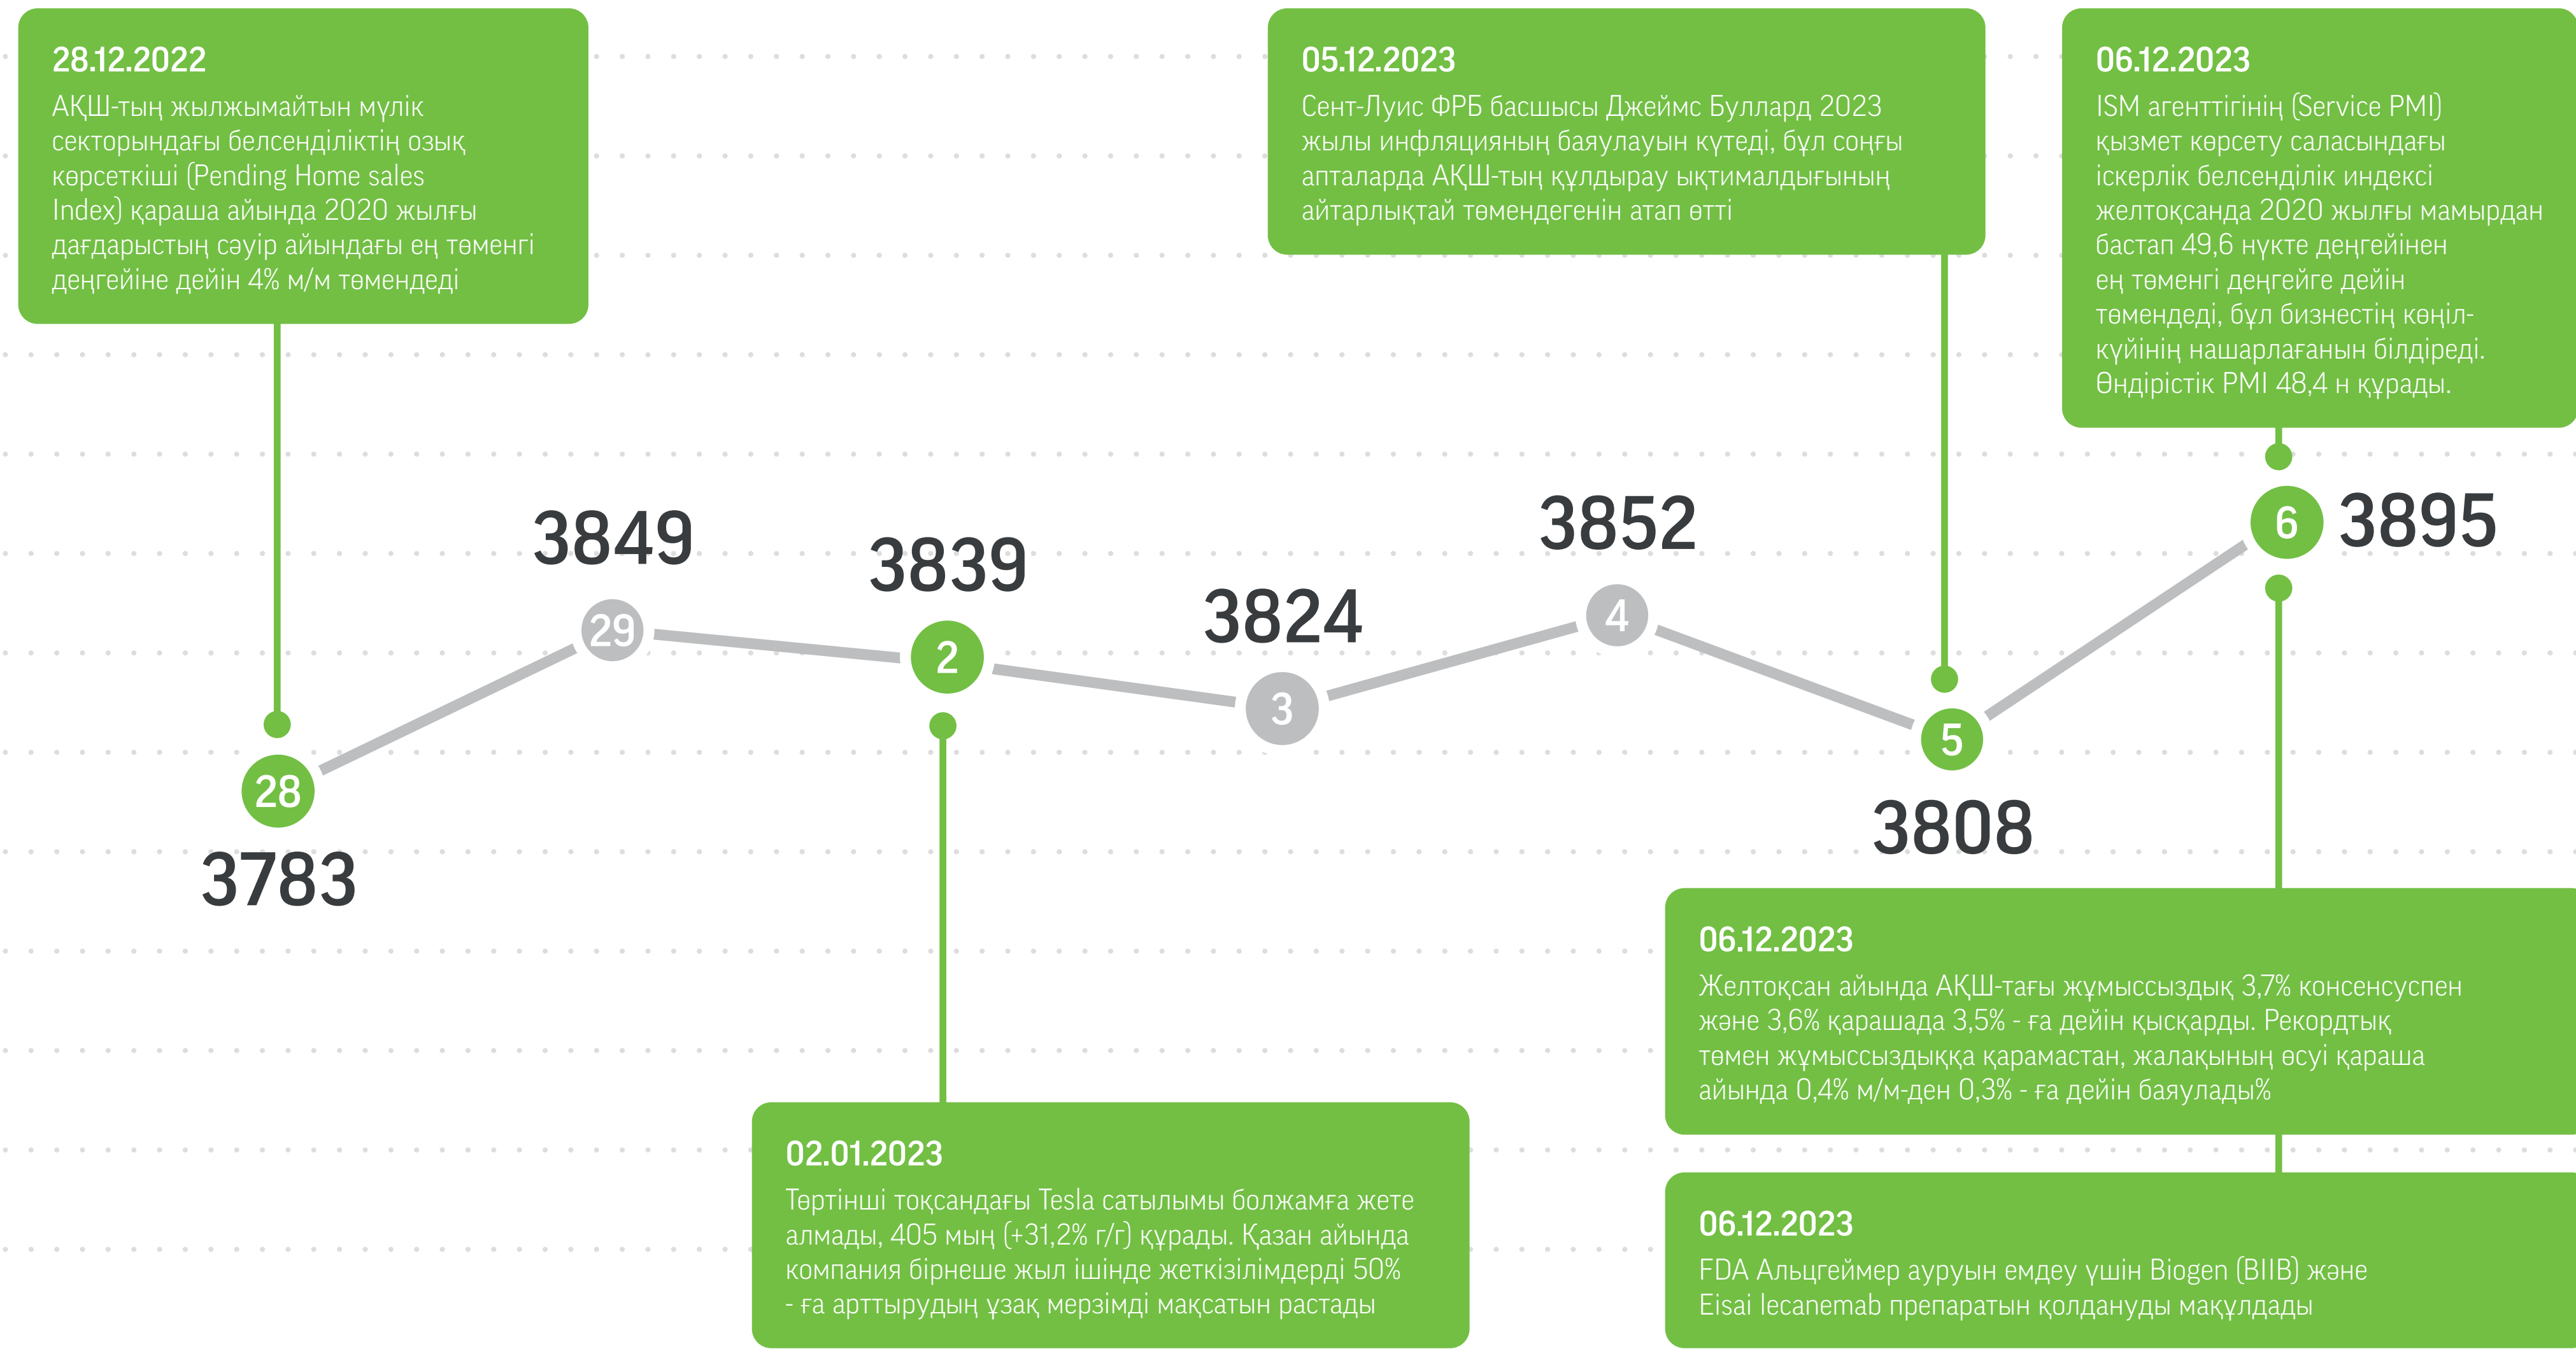 28.12.2022
АҚШ-тың жылжымайтын мүлік
секторындағы белсенділіктің озық
көрсеткіші (Pending Home sales
Index) қараша айында 2020 жылғы
дағдарыстың сәуір айындағы ең төменгі
деңгейіне дейін 4% м/м төмендеді
05.12.2023
Сент-Луис ФРБ басшысы Джеймс Буллард 2023
жылы инфляцияның баяулауын күтеді, бұл соңғы
апталарда АҚШ-тың құлдырау ықтималдығының
айтарлықтай төмендегенін атап өтті
06.12.2023
ISM агенттігінің (Service PMI)
қызмет көрсету саласындағы
іскерлік белсенділік индексі
желтоқсанда 2020 жылғы мамырдан
бастап 49,6 нүкте деңгейінен
ең төменгі деңгейге дейін
төмендеді, бұл бизнестің көңіл-
күйінің нашарлағанын білдіреді.
Өндірістік PMI 48,4 н құрады.
28
3783
29
3849
2
3839
3
3824
4
3852
5
3808
6
3895
02.01.2023
Төртінші тоқсандағы Tesla сатылымы болжамға жете
алмады, 405 мың (+31,2% г/г) құрады. Қазан айында
компания бірнеше жыл ішінде жеткізілімдерді 50%
- ға арттырудың ұзақ мерзімді мақсатын растады
06.12.2023
Желтоқсан айында АҚШ-тағы жұмыссыздық 3,7% консенсуспен
және 3,6% қарашада 3,5% - ға дейін қысқарды. Рекордтық
төмен жұмыссыздыққа қарамастан, жалақының өсуі қараша
айында 0,4% м/м-ден 0,3% - ға дейін баяулады%
06.12.2023
FDA Альцгеймер ауруын емдеу үшін Biogen (BIIB) және
Eisai lecanemab препаратын қолдануды мақұлдады